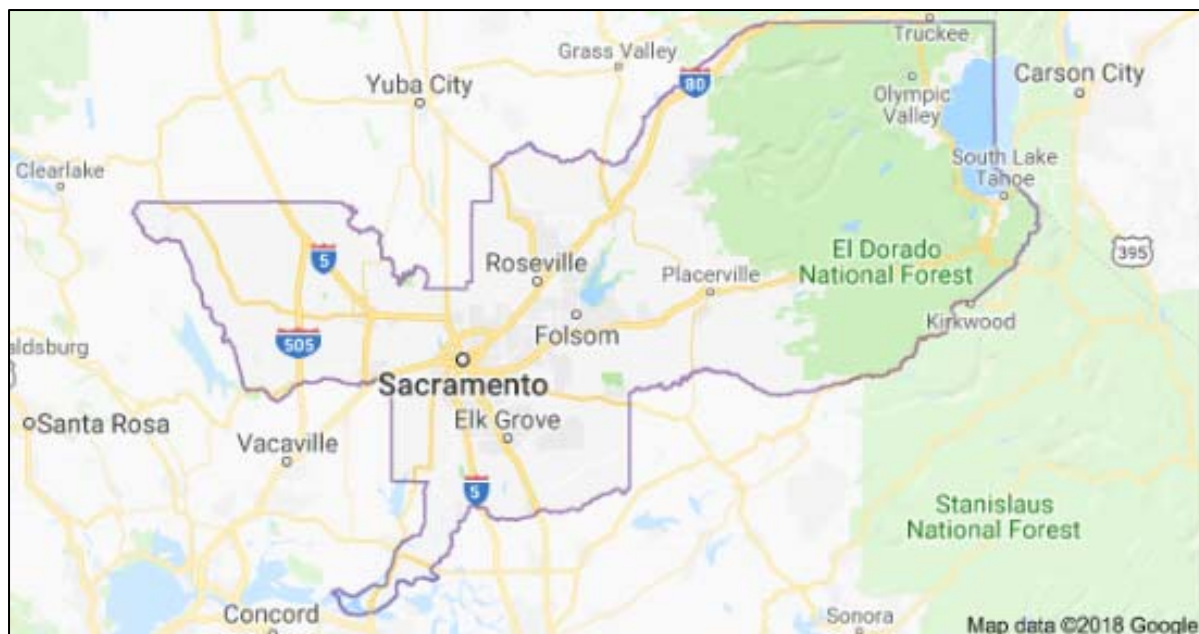 Truckee
Grass Valley
80
Carson City
Yuba City
Olympic
Valley
Clearlake
South Lake
Tahoe
5
Roseville
El Dorado
National Forest
395
Placerville
Folsom
Kirkwood
505
aldsburg
Sacramento
Santa Rosa
Elk Grove
Vacaville
5
Stanislaus
National Forest
Concord
Sonora
Map data ©2018 Google